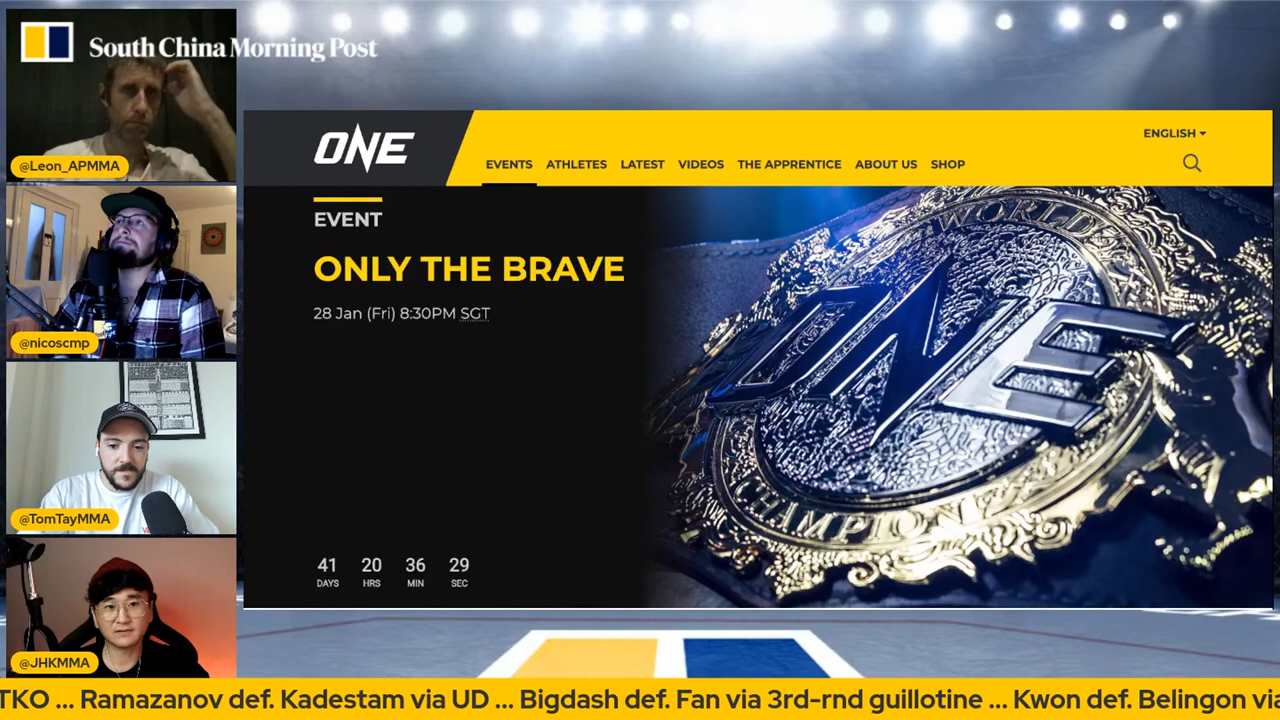 South China Morning Post
@Leon_APMMA
@nicoscmp
@TomTayMMA
@JHKMMA
ONE
ENGLISH
EVENTS ATHLETES LATEST VIDEOS THE APPRENTICE ABOUT US SHOP
EVENT
ONLY THE BRAVE
28 Jan (Fri) 8:30PM SGT
41 20 36 29
DAYS HRS MIN SEC
WORLD
ONE
CHAMPION
TKO ... Ramazanov def. Kadestam via UD ... Bigdash def. Fan via 3rd-rnd guillotine ... Kwon def. Belingon via